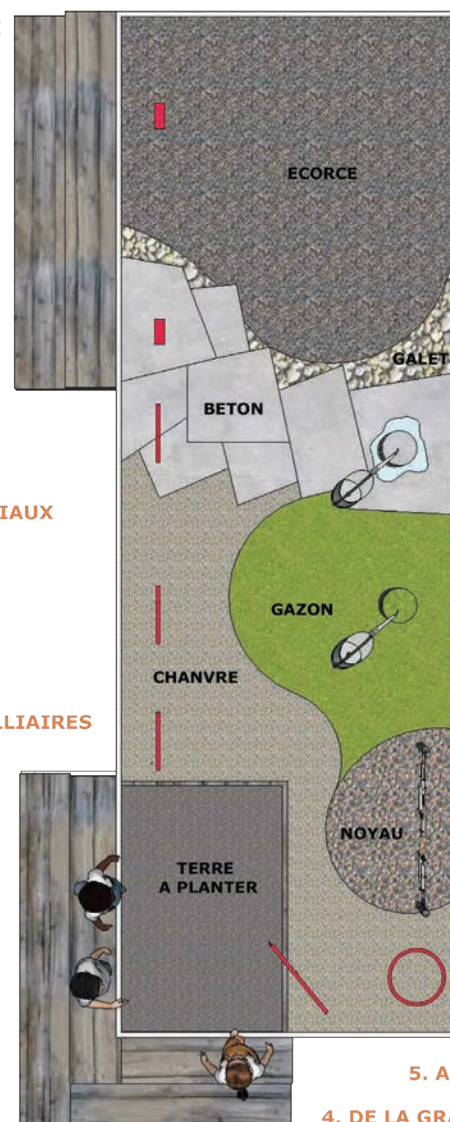 ECORCE
GALET
BETON
IAUX
GAZON
CHANVRE
LLIAIRES
NOYAU
TERRE
A PLANTER
5. A
4. DE LA GRA